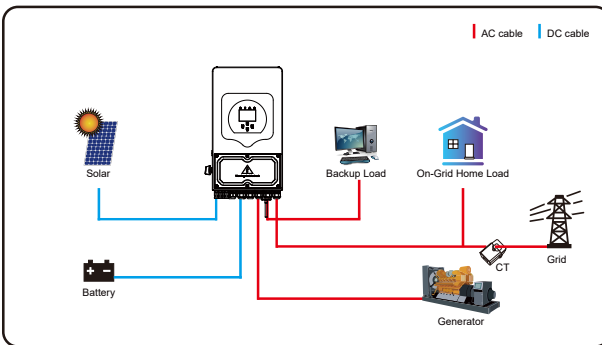 AC cable
DC cable
Solar
Backup Load
On-Grid Home Load
CT
Grid
Battery
Generator